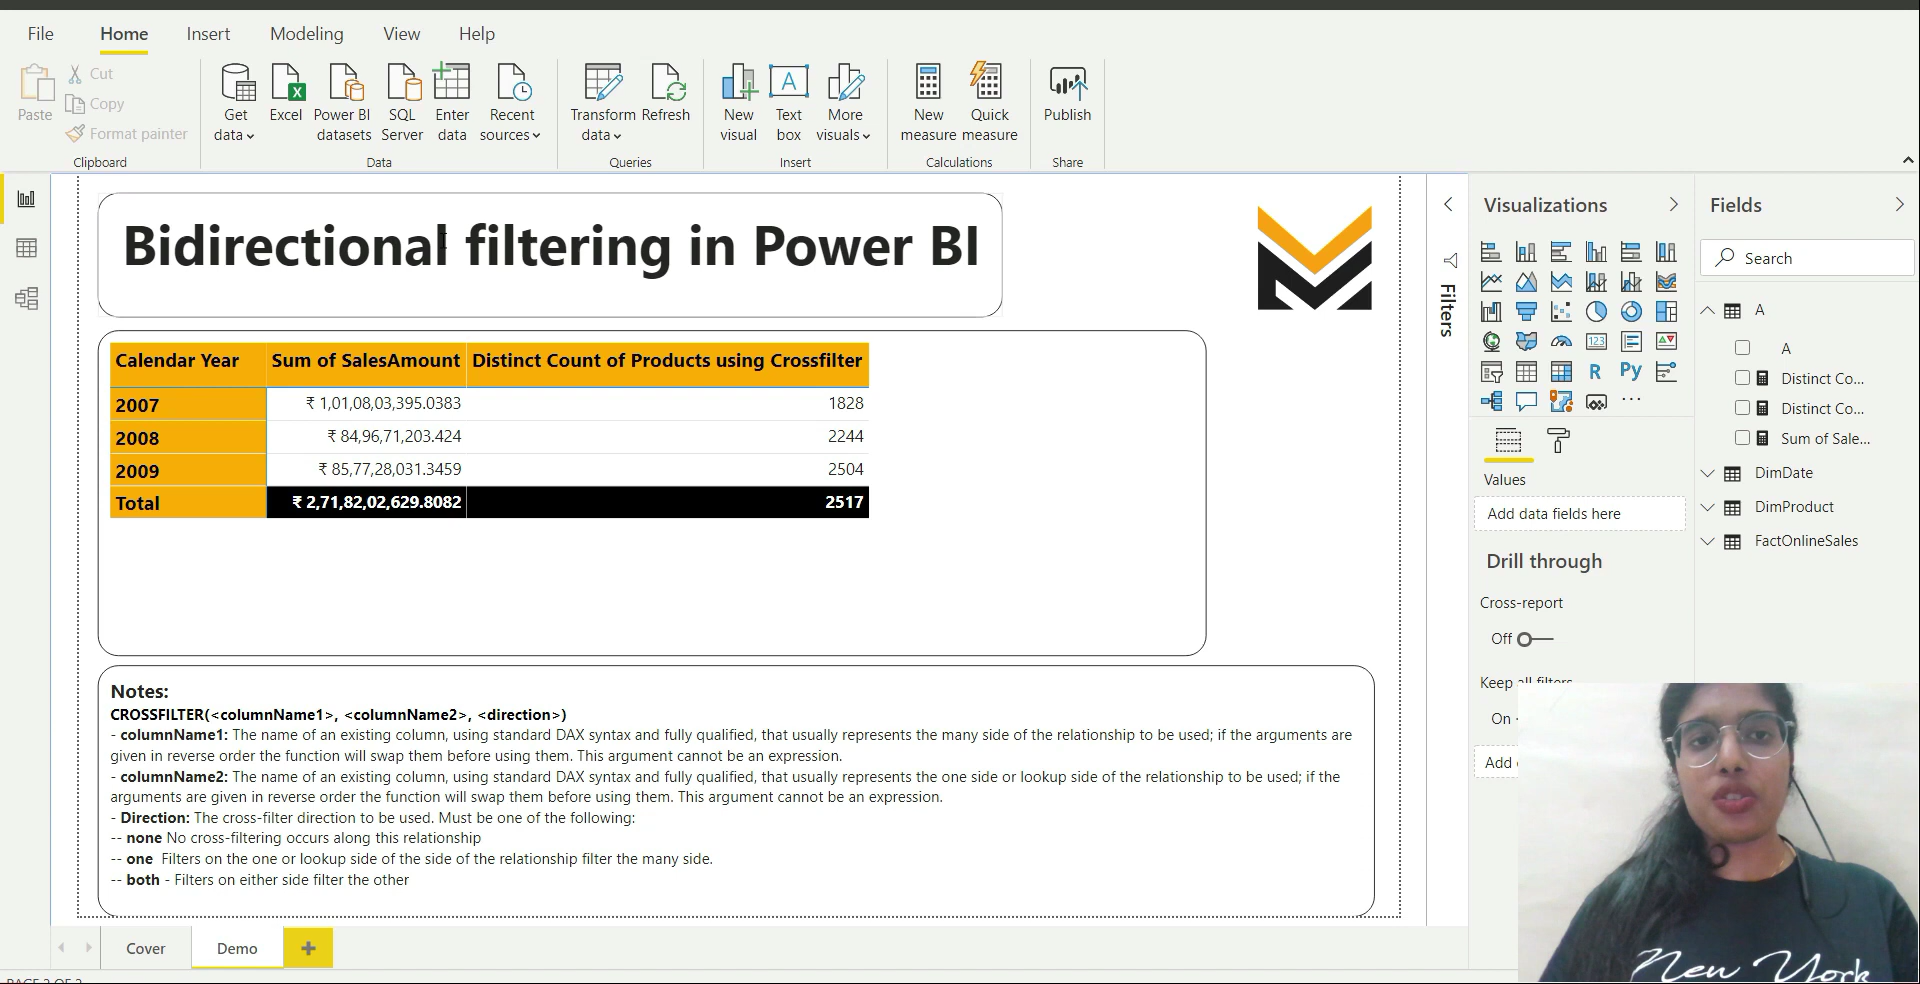 File Home Insert Modeling View Help
Paste
Cut
Copy
Format painter
Clipboard
Get data
Excel
Power BI datasets
SQL Server
Enter data
Recent sources
Data
Transform data
Refresh
Queries
New visual
Text box
More visuals
Insert
New measure
Quick measure
Calculations
Publish
Share
Bidirectional filtering in Power BI
Calendar Year Sum of SalesAmount Distinct Count of Products using Crossfilter
2007 ₹ 1,01,08,03,395.0383 1828
2008 ₹ 84,96,71,203.424 2244
2009 ₹ 85,77,28,031.3459 2504
Total ₹ 2,71,82,02,629.8082 2517
Notes:
CROSSFILTER(<columnName1>, <columnName2>, <direction>)
- columnName1: The name of an existing column, using standard DAX syntax and fully qualified, that usually represents the many side of the relationship to be used; if the arguments are
given in reverse order the function will swap them before using them. This argument cannot be an expression.
- columnName2: The name of an existing column, using standard DAX syntax and fully qualified, that usually represents the one side or lookup side of the relationship to be used; if the
arguments are given in reverse order the function will swap them before using them. This argument cannot be an expression.
- Direction: The cross-filter direction to be used. Must be one of the following:
-- none No cross-filtering occurs along this relationship
-- one Filters on the one or lookup side of the side of the relationship filter the many side.
-- both - Filters on either side filter the other
Cover Demo +
Filters
Visualizations
R Py
123
...
Values
Add data fields here
Drill through
Cross-report
Off
Keep all filters
On
Add
Fields
Search
A
A
Distinct Co...
Distinct Co...
Sum of Sale...
DimDate
DimProduct
FactOnlineSales
New York